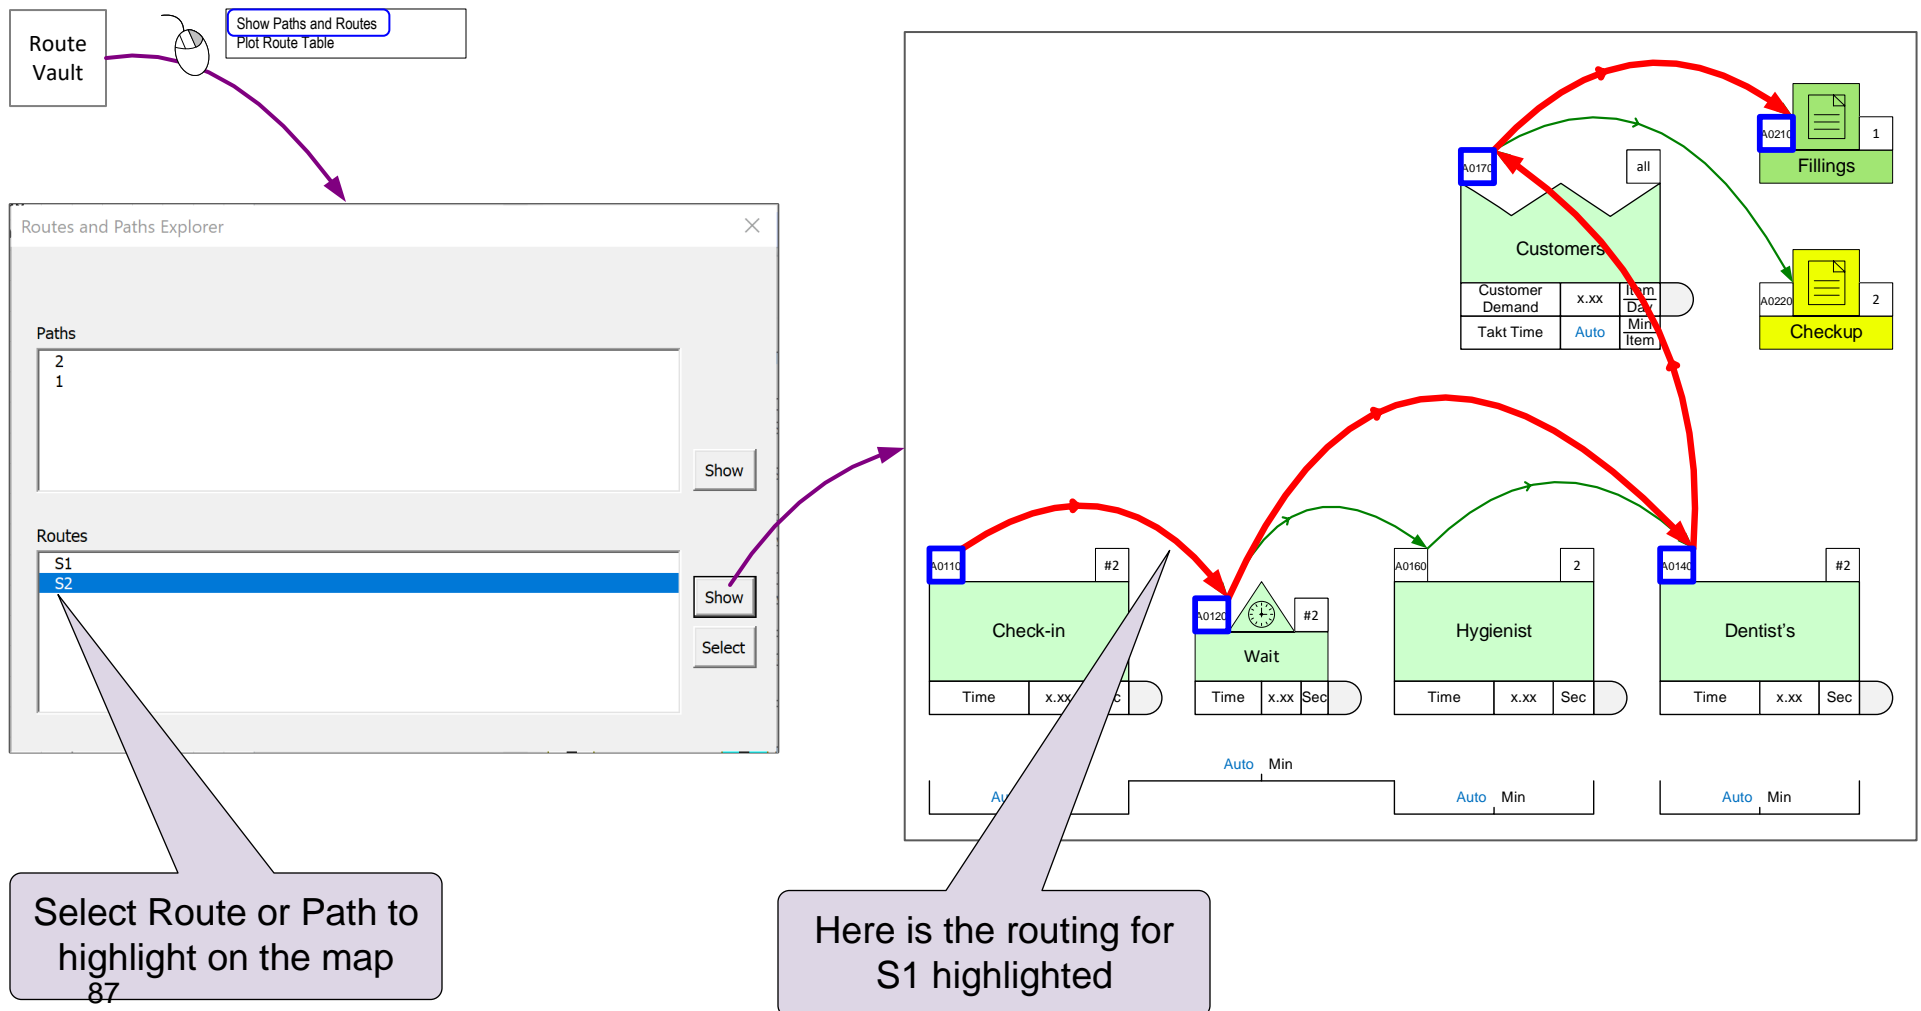 Route
Vault
Show Paths and Routes
Plot Route Table
Routes and Paths Explorer
Paths
2
1
Show
Routes
S1
S2
Show
Select
A0170
all
Customers
Customer
Demand
x.xx
Item
Day
Takt Time
Auto
Min
Item
A0210
1
Fillings
A0220
2
Checkup
A0110
#2
Check-in
Time
x.xx
A0120
#2
Wait
Time
x.xx
Sec
A0160
2
Hygienist
Time
x.xx
Sec
A0140
#2
Dentist's
Time
x.xx
Sec
Auto Min
Auto Min
Auto Min
Select Route or Path to
highlight on the map
87
Here is the routing for
S1 highlighted